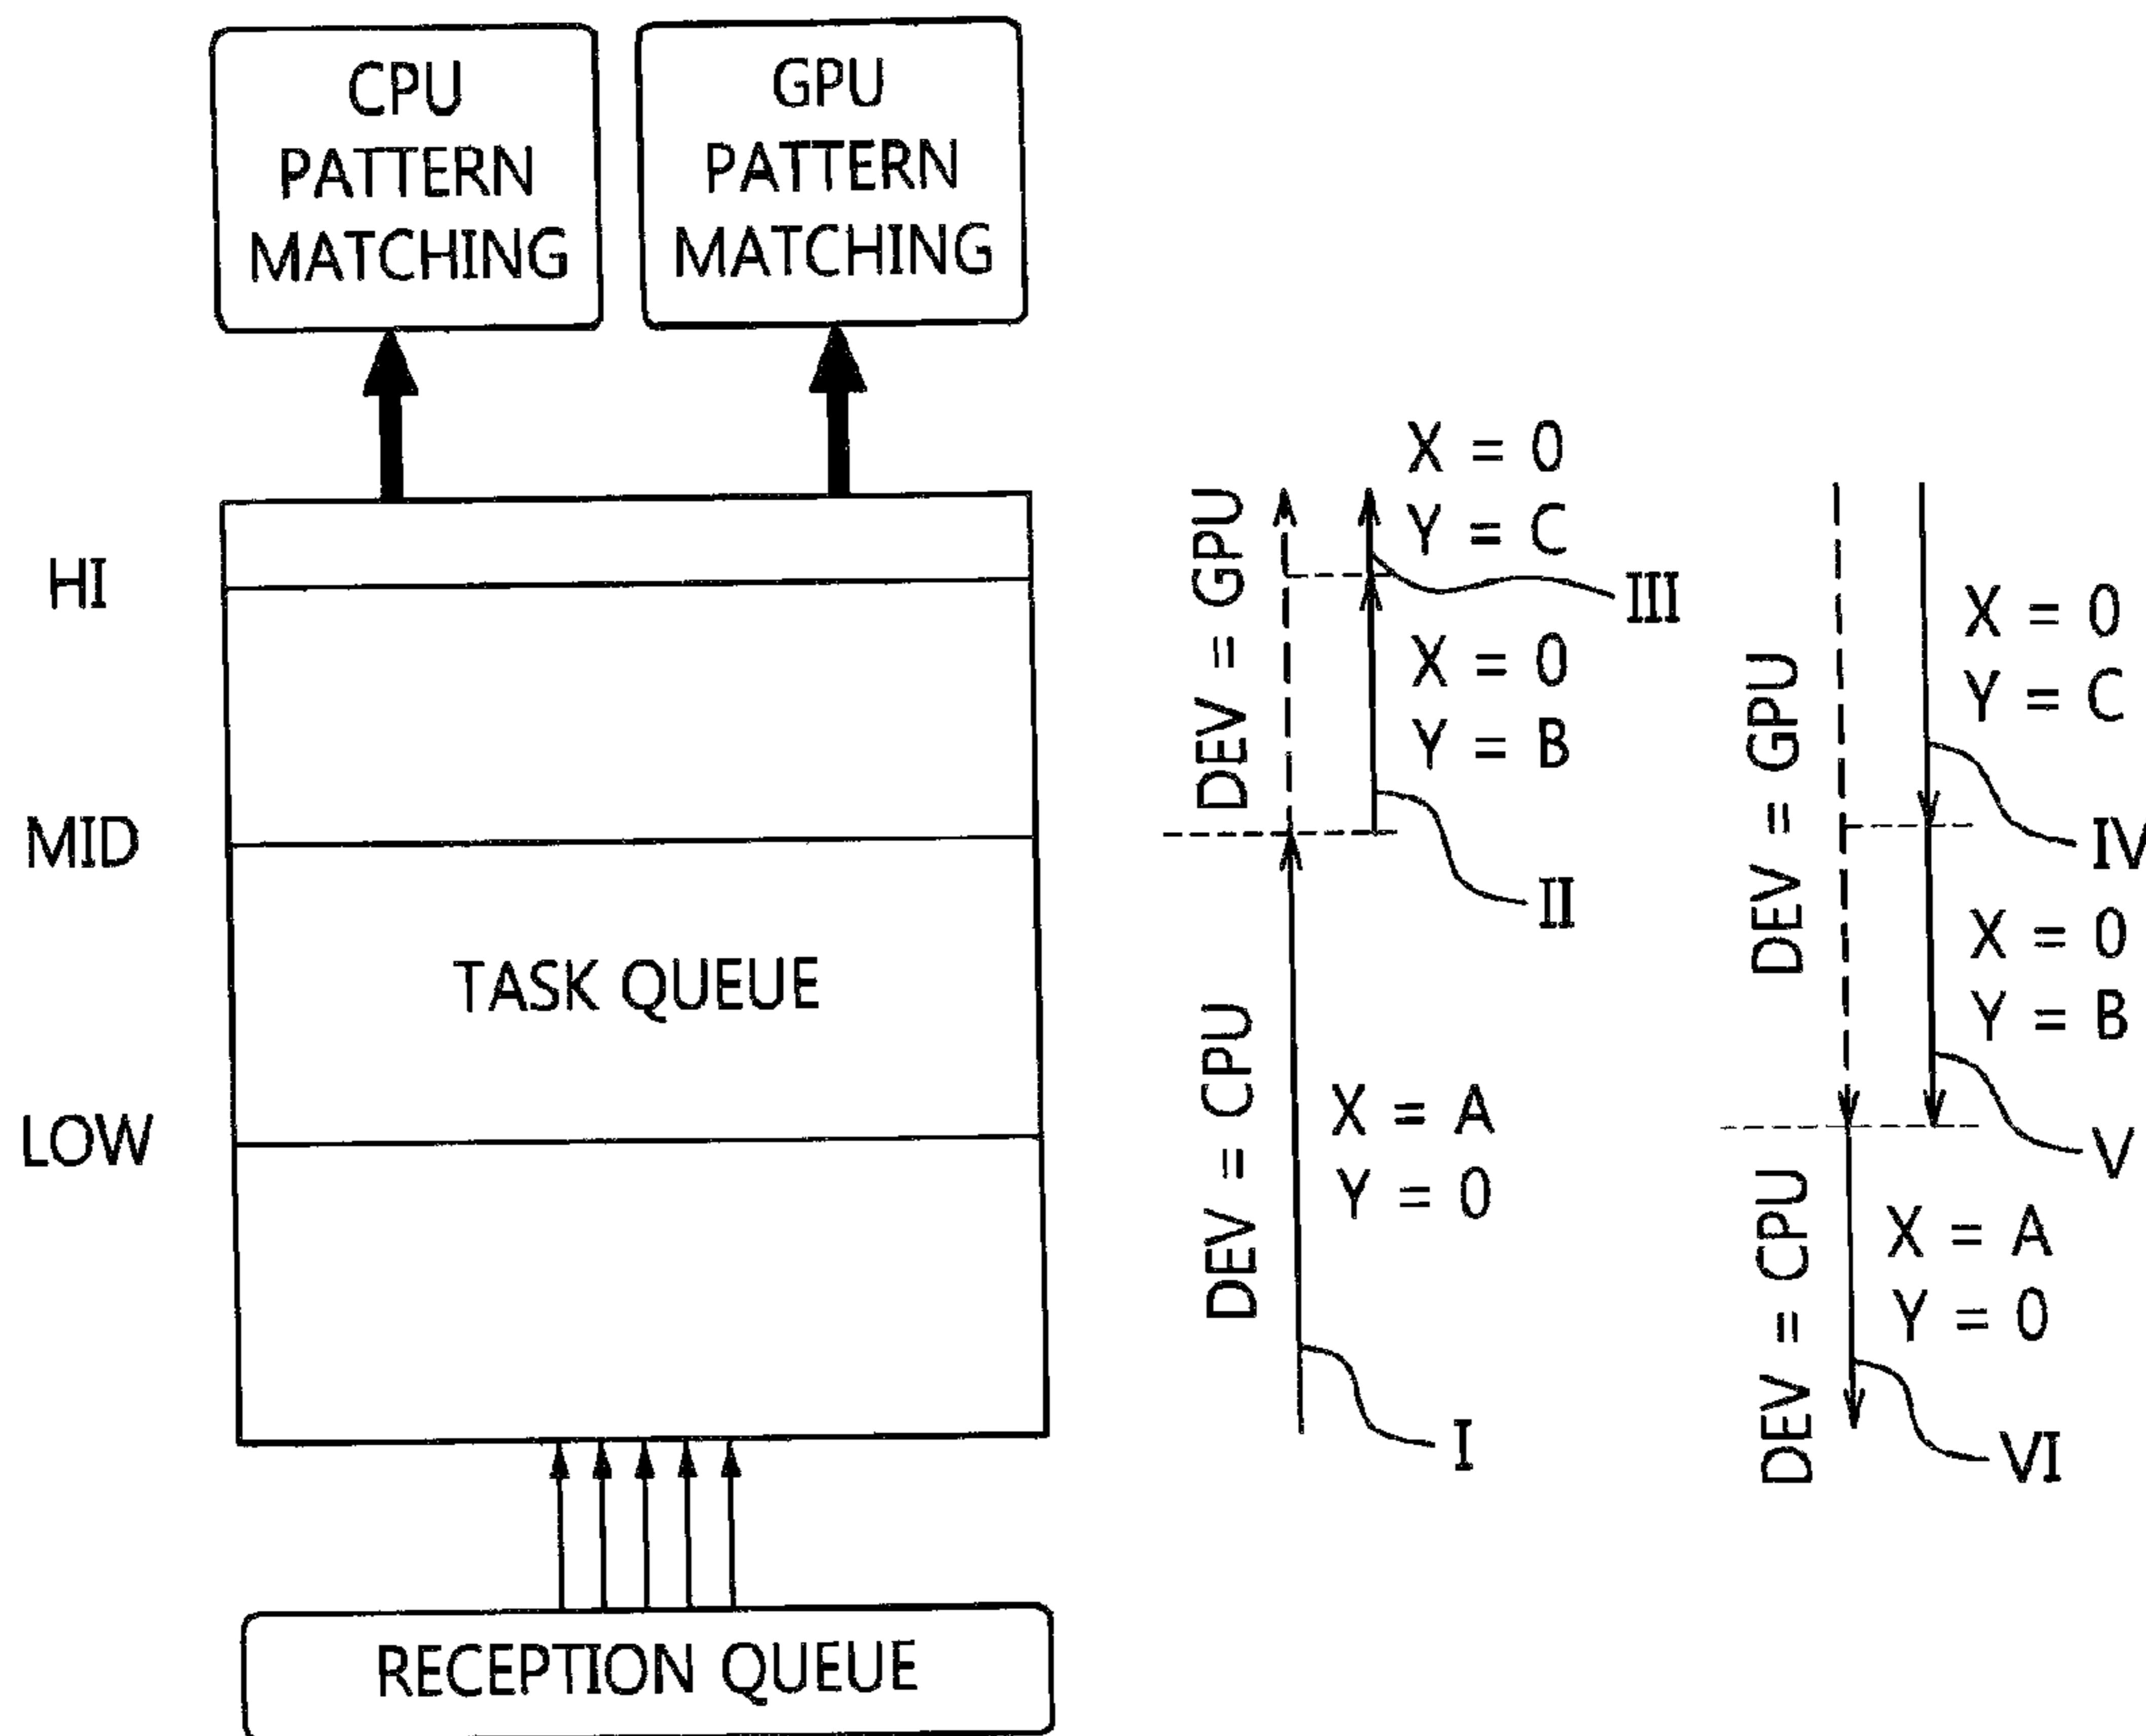 CPU
PATTERN
MATCHING
GPU
PATTERN
MATCHING
HI
MID
LOW
TASK QUEUE
RECEPTION QUEUE
DEV = GPU
X = 0
Y = C
III
X = 0
Y = B
II
DEV = CPU
X = A
Y = 0
I
DEV = GPU
X = 0
Y = C
IV
X = 0
Y = B
V
DEV = CPU
X = A
Y = 0
VI